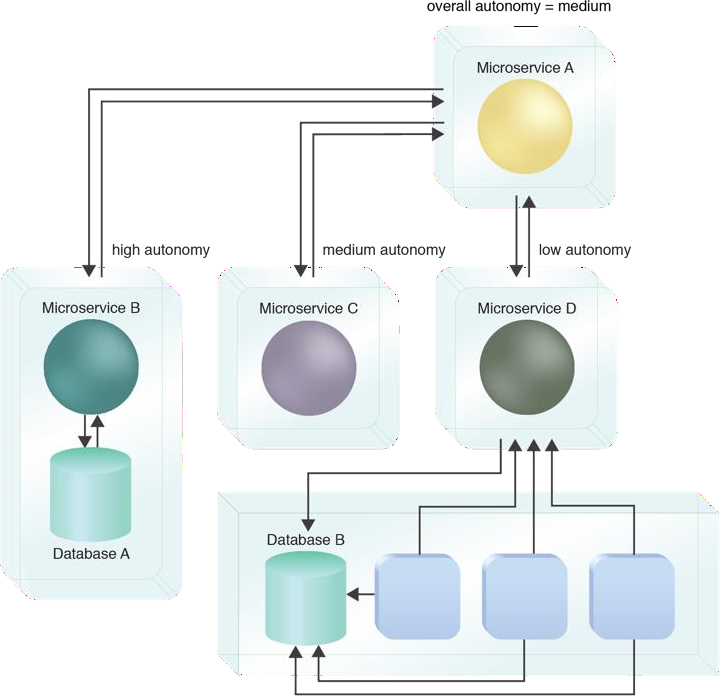 overall autonomy = medium
Microservice A
high autonomy
medium autonomy
low autonomy
Microservice B
Microservice C
Microservice D
Database B
Database A